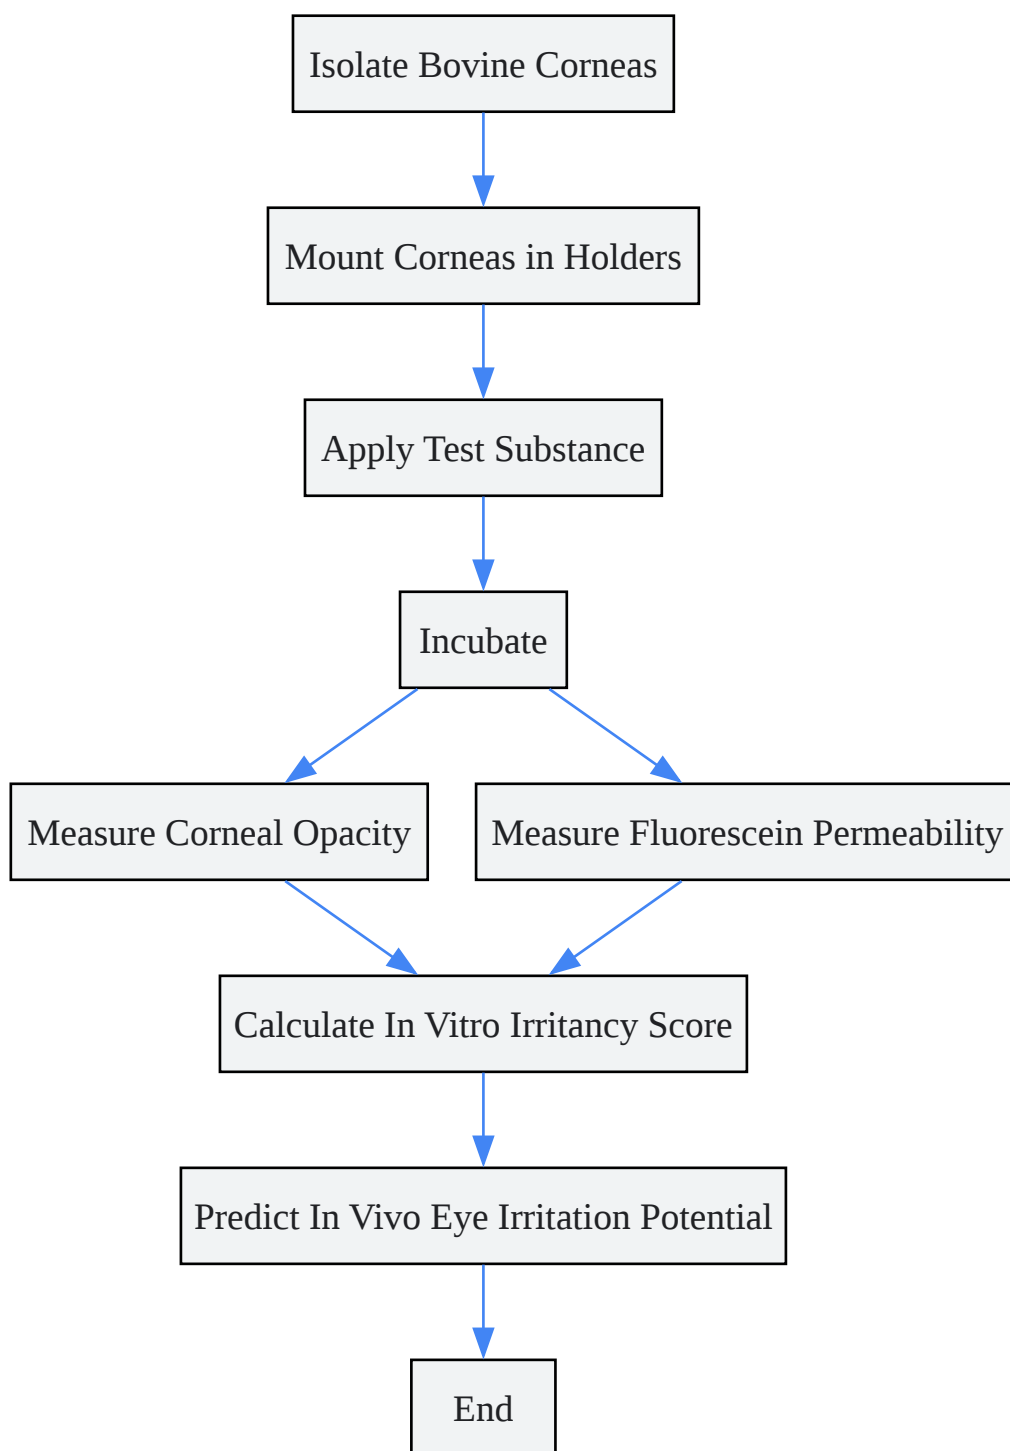 Isolate Bovine Corneas
Mount Corneas in Holders
Apply Test Substance
Incubate
Measure Corneal Opacity
Measure Fluorescein Permeability
Calculate In Vitro Irritancy Score
Predict In Vivo Eye Irritation Potential
End